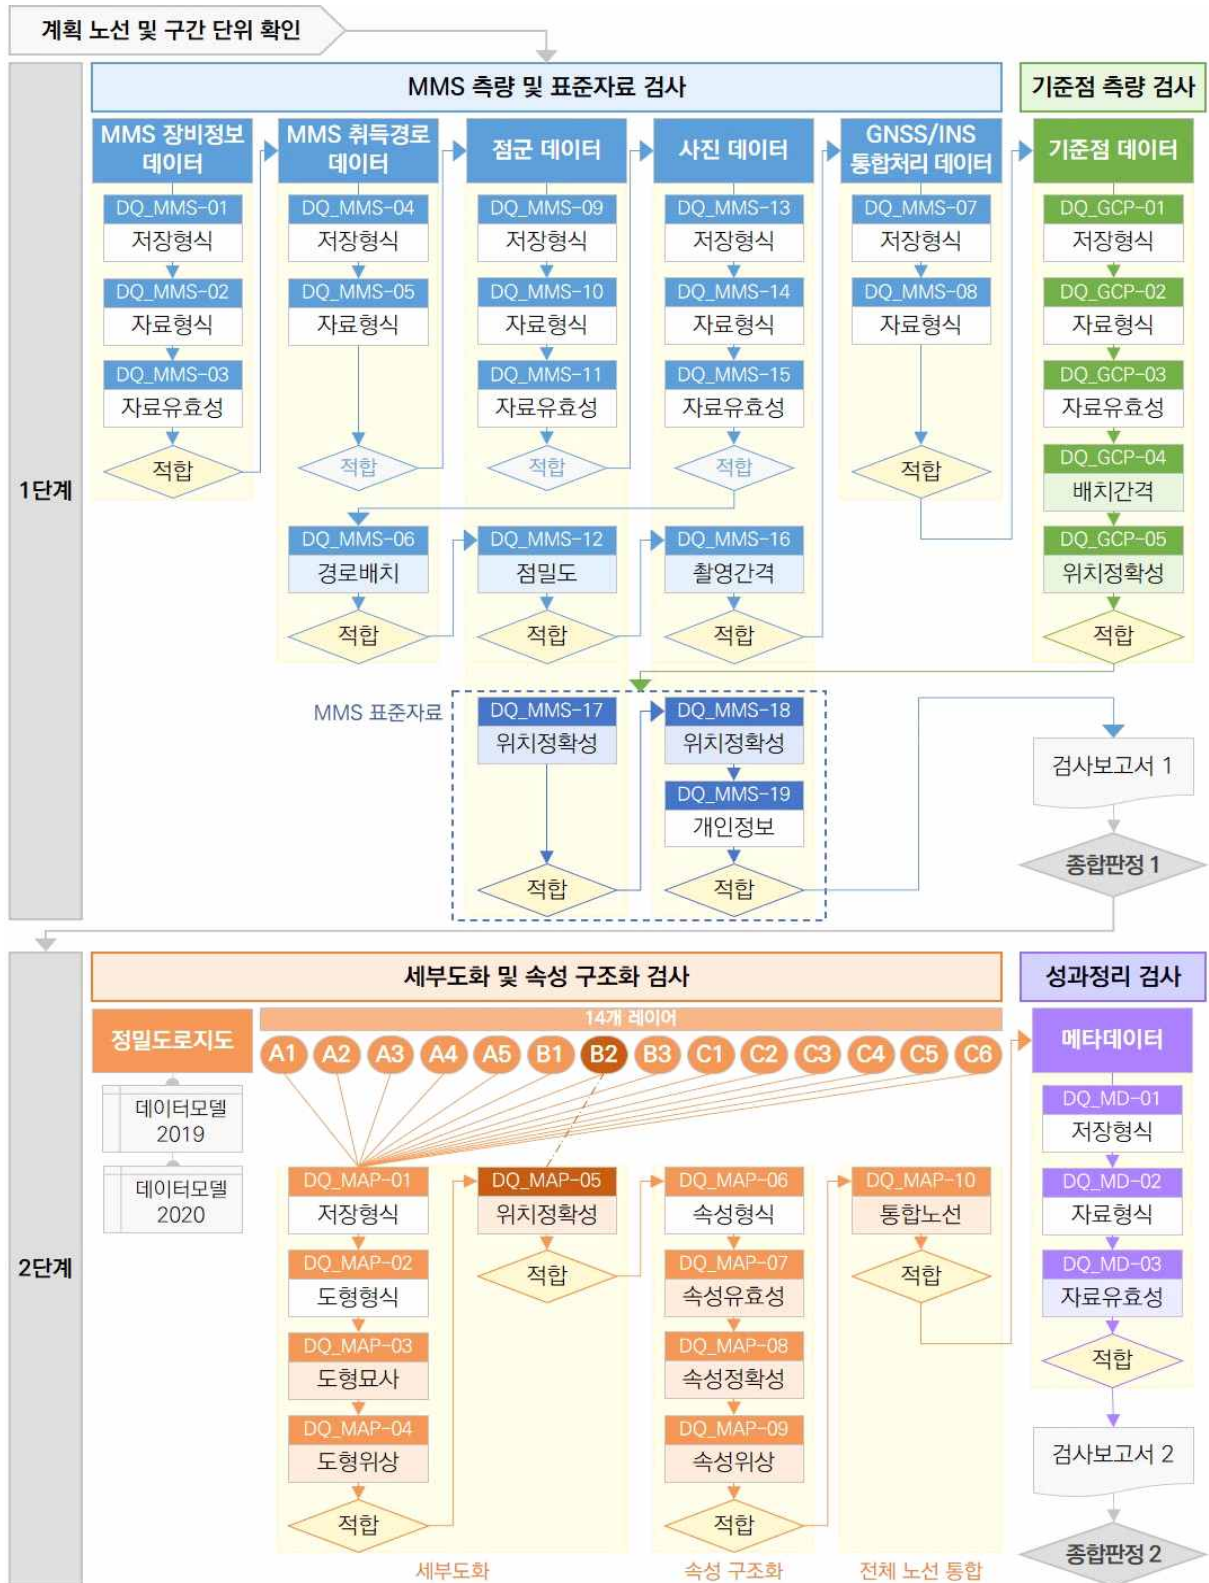 계획 노선 및 구간 단위 확인
1단계
MMS 측량 및 표준자료 검사
기준점 측량 검사
MMS 장비정보
데이터
DQ_MMS-01
저장형식
DQ_MMS-02
자료형식
DQ_MMS-03
자료유효성
적합
MMS 취득경로
데이터
DQ_MMS-04
저장형식
DQ_MMS-05
자료형식
적합
점군 데이터
DQ_MMS-09
저장형식
DQ_MMS-10
자료형식
DQ_MMS-11
자료유효성
적합
사진 데이터
DQ_MMS-13
저장형식
DQ_MMS-14
자료형식
DQ_MMS-15
자료유효성
적합
DQ_MMS-06
경로배치
적합
DQ_MMS-12
점밀도
적합
DQ_MMS-16
촬영간격
적합
GNSS/INS
통합처리 데이터
DQ_MMS-07
저장형식
DQ_MMS-08
자료형식
적합
기준점 데이터
DQ_GCP-01
저장형식
DQ_GCP-02
자료형식
DQ_GCP-03
자료유효성
DQ_GCP-04
배치간격
DQ_GCP-05
위치정확성
적합
MMS 표준자료
DQ_MMS-17
위치정확성
적합
DQ_MMS-18
위치정확성
DQ_MMS-19
개인정보
적합
검사보고서 1
종합판정 1
2단계
세부도화 및 속성 구조화 검사
성과정리 검사
정밀도로지도
데이터모델
2019
데이터모델
2020
14개 레이어
A1 A2 A3 A4 A5 B1 B2 B3 C1 C2 C3 C4 C5 C6
DQ_MAP-01
저장형식
DQ_MAP-02
도형형식
DQ_MAP-03
도형묘사
DQ_MAP-04
도형위상
적합
DQ_MAP-05
위치정확성
적합
세부도화
DQ_MAP-06
속성형식
DQ_MAP-07
속성유효성
DQ_MAP-08
속성정확성
DQ_MAP-09
속성위상
적합
속성 구조화
DQ_MAP-10
통합노선
적합
전체 노선 통합
메타데이터
DQ_MD-01
저장형식
DQ_MD-02
자료형식
DQ_MD-03
자료유효성
적합
검사보고서 2
종합판정 2